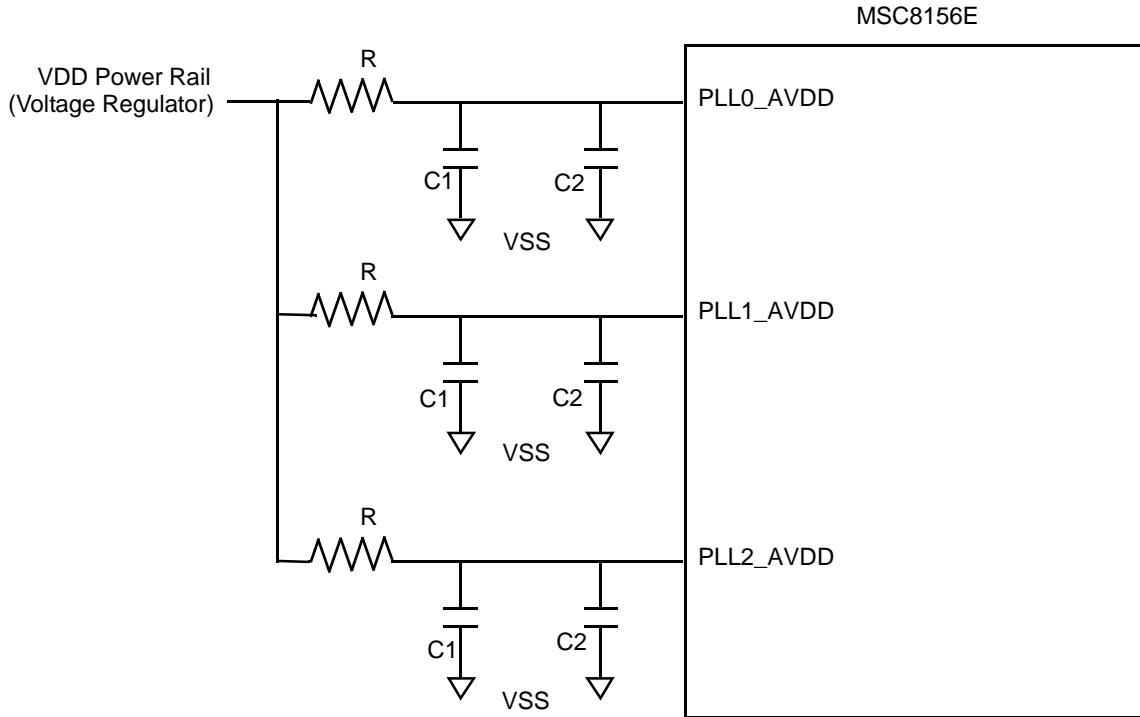 MSC8156E
VDD Power Rail
(Voltage Regulator)
R
PLL0_AVDD
C1
C2
VSS
R
PLL1_AVDD
C1
C2
VSS
R
PLL2_AVDD
C1
C2
VSS